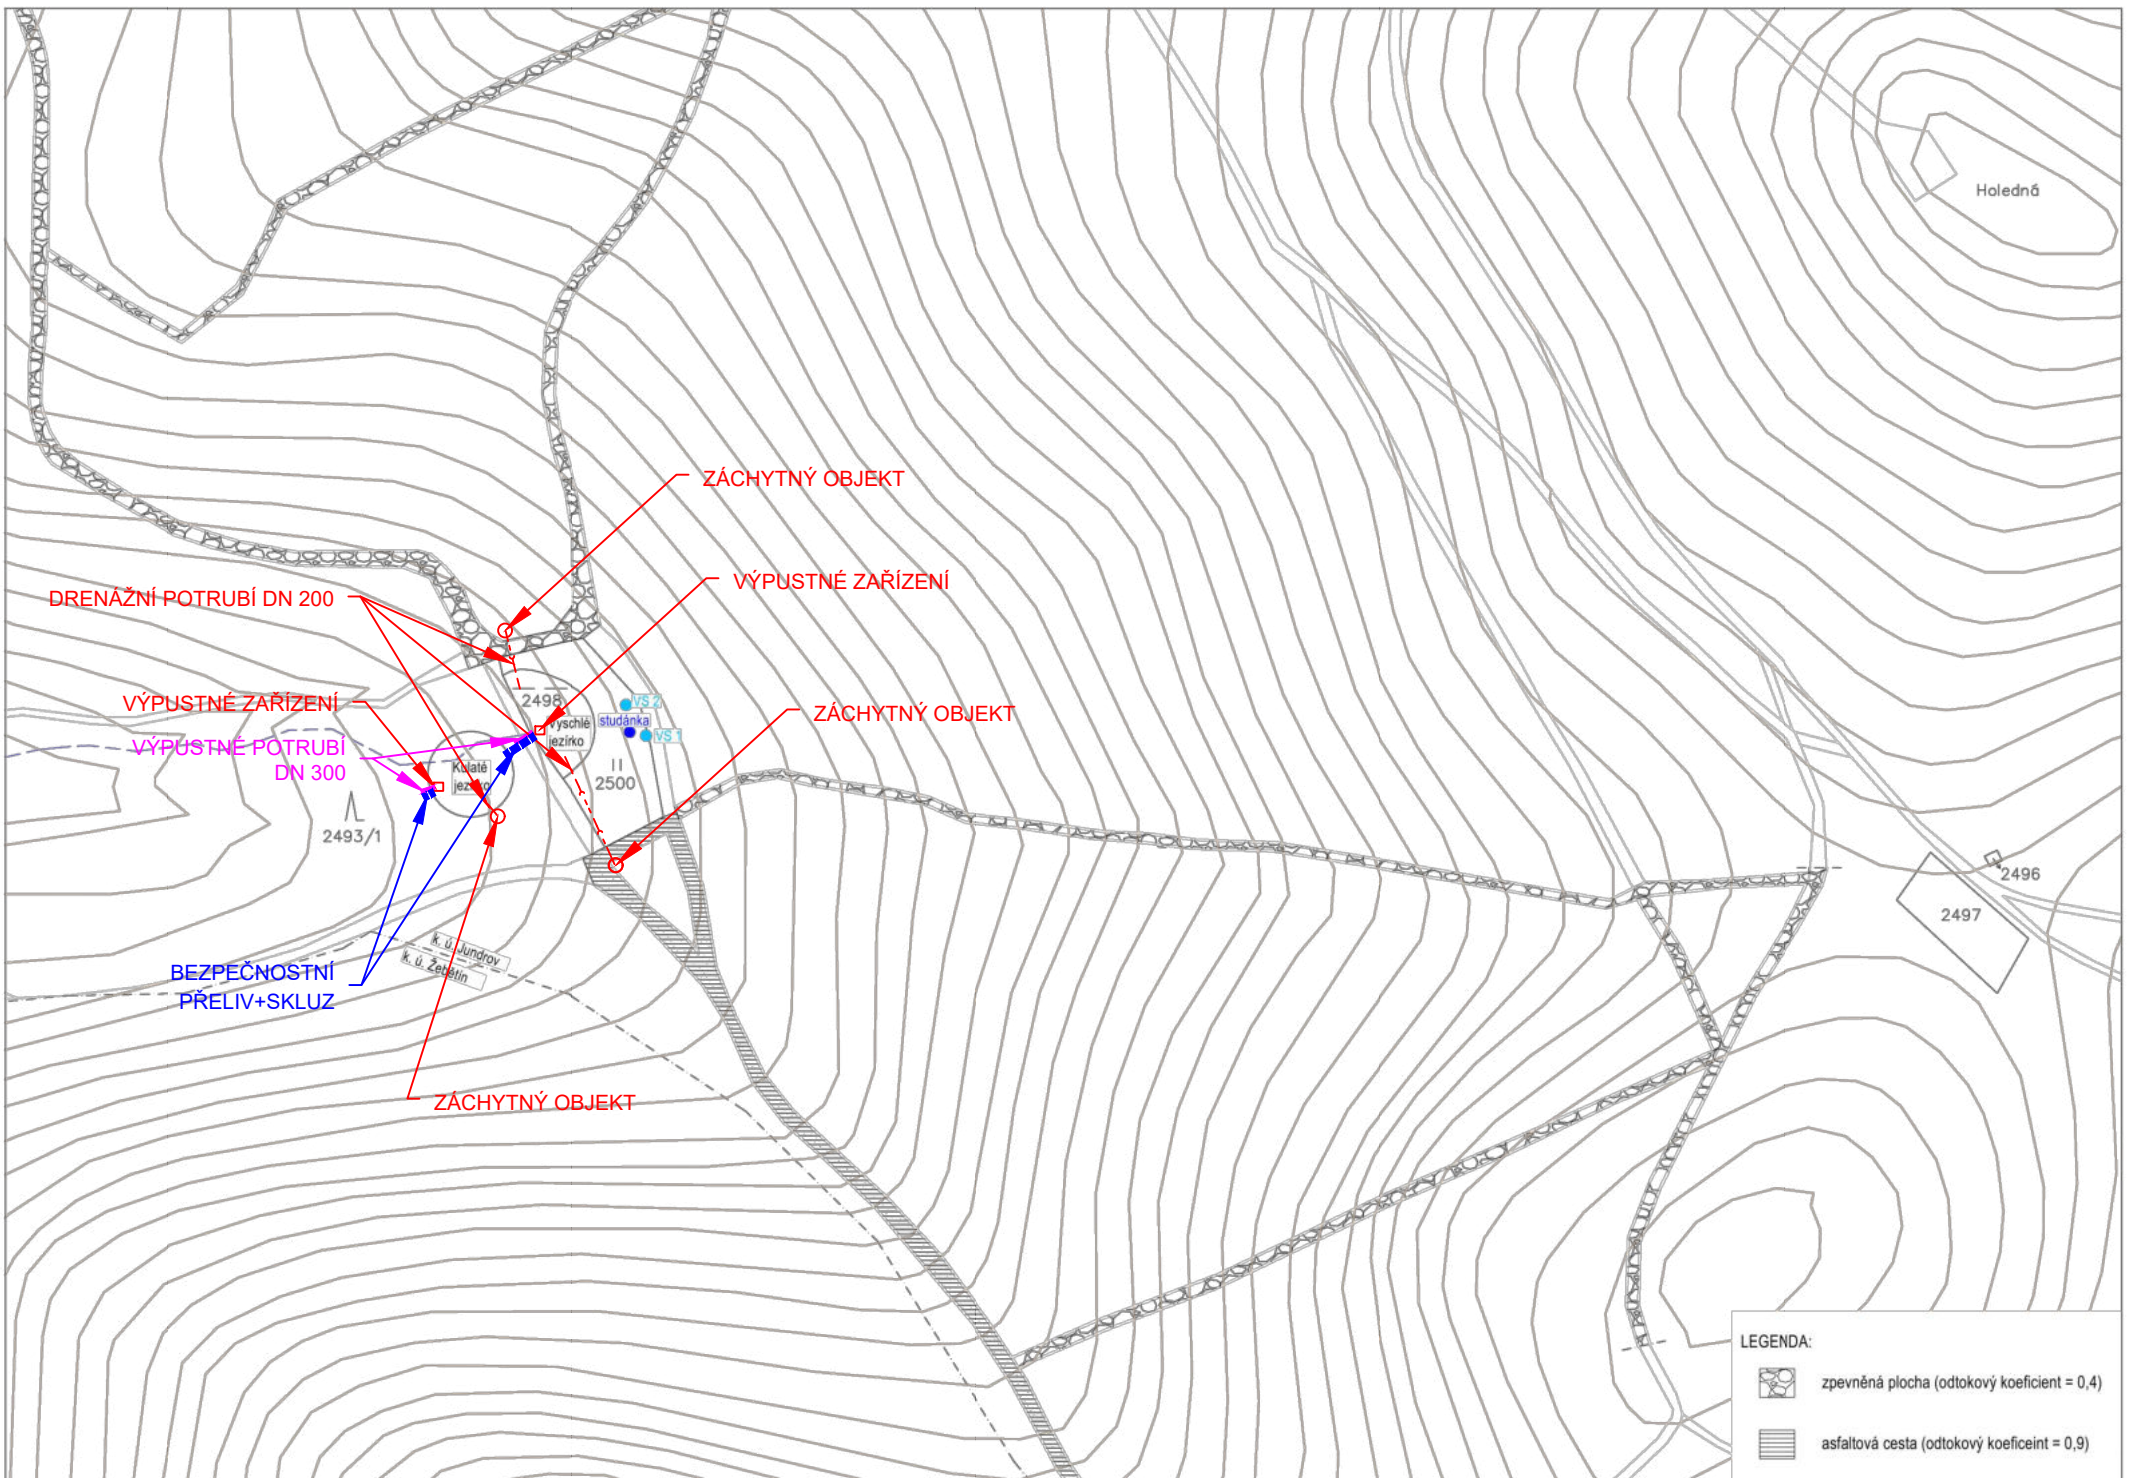 Holedná
ZÁCHYTNÝ OBJEKT
VÝPUSTNÉ ZAŘÍZENÍ
DRENÁŽNÍ POTRUBÍ DN 200
VÝPUSTNÉ ZAŘÍZENÍ
2498
VS 2
Vyschlé
jezírko
studánka
VS 1
ZÁCHYTNÝ OBJEKT
VÝPUSTNÉ POTRUBÍ
DN 300
Kulaté
jezírko
2500
2493/1
2496
2497
k. ú. Jundrov
k. ú. Žebětín
BEZPEČNOSTNÍ
PŘELIV+SKLUZ
ZÁCHYTNÝ OBJEKT
LEGENDA:
zpevněná plocha (odtokový koeficient = 0,4)
asfaltová cesta (odtokový koeficeint = 0,9)